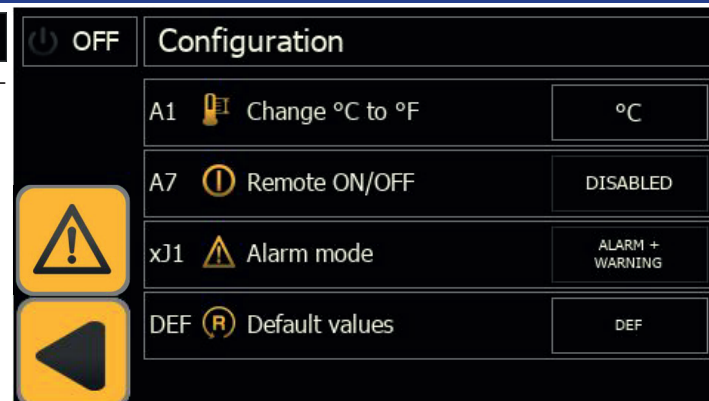 OFF
Configuration
A1 Change °C to °F °C
A7 Remote ON/OFF DISABLED
xJ1 Alarm mode ALARM +
WARNING
DEF R Default values DEF